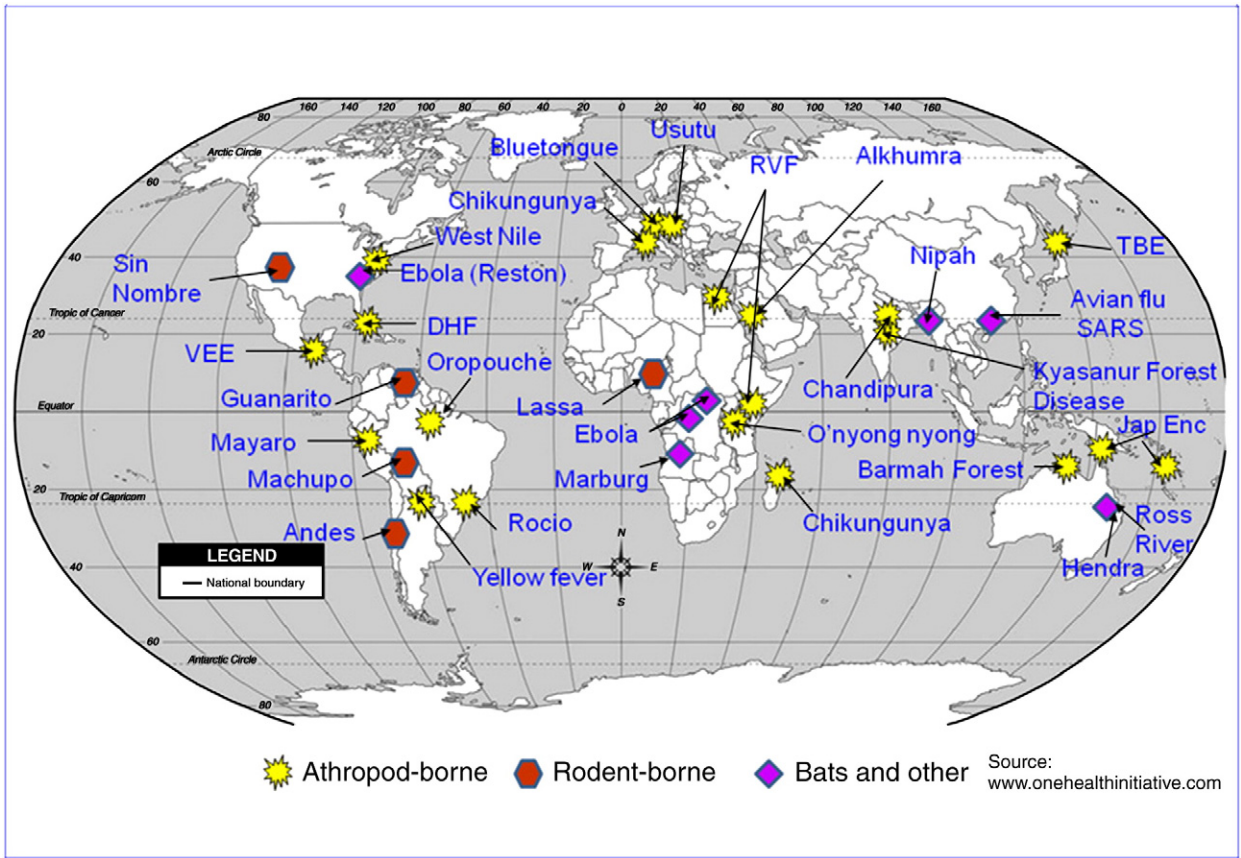 160 140 120 100 80 60 40 20 0 20 40 60 80 100 120 140 160
80
Arctic Circle
60
40
Tropic of Cancer
20
Equator
20
Tropic of Capricorn
40
60
Antarctic Circle
80
Usutu
Bluetongue
RVF
Alkhumra
Chikungunya
West Nile
Ebola (Reston)
Sin
Nombre
DHF
VEE
Oropouche
Guanarito
Mayaro
Machupo
Andes
Rocio
Yellow fever
Lassa
Ebola
Marburg
O'nyong nyong
Chikungunya
Nipah
TBE
Avian flu
SARS
Chandipura
Kyasanur Forest
Disease
Jap Enc
Barmah Forest
Ross
River
Hendra
N
W E
S
LEGEND
National boundary
Athropod-borne
Rodent-borne
Bats and other
Source:
www.onehealthinitiative.com